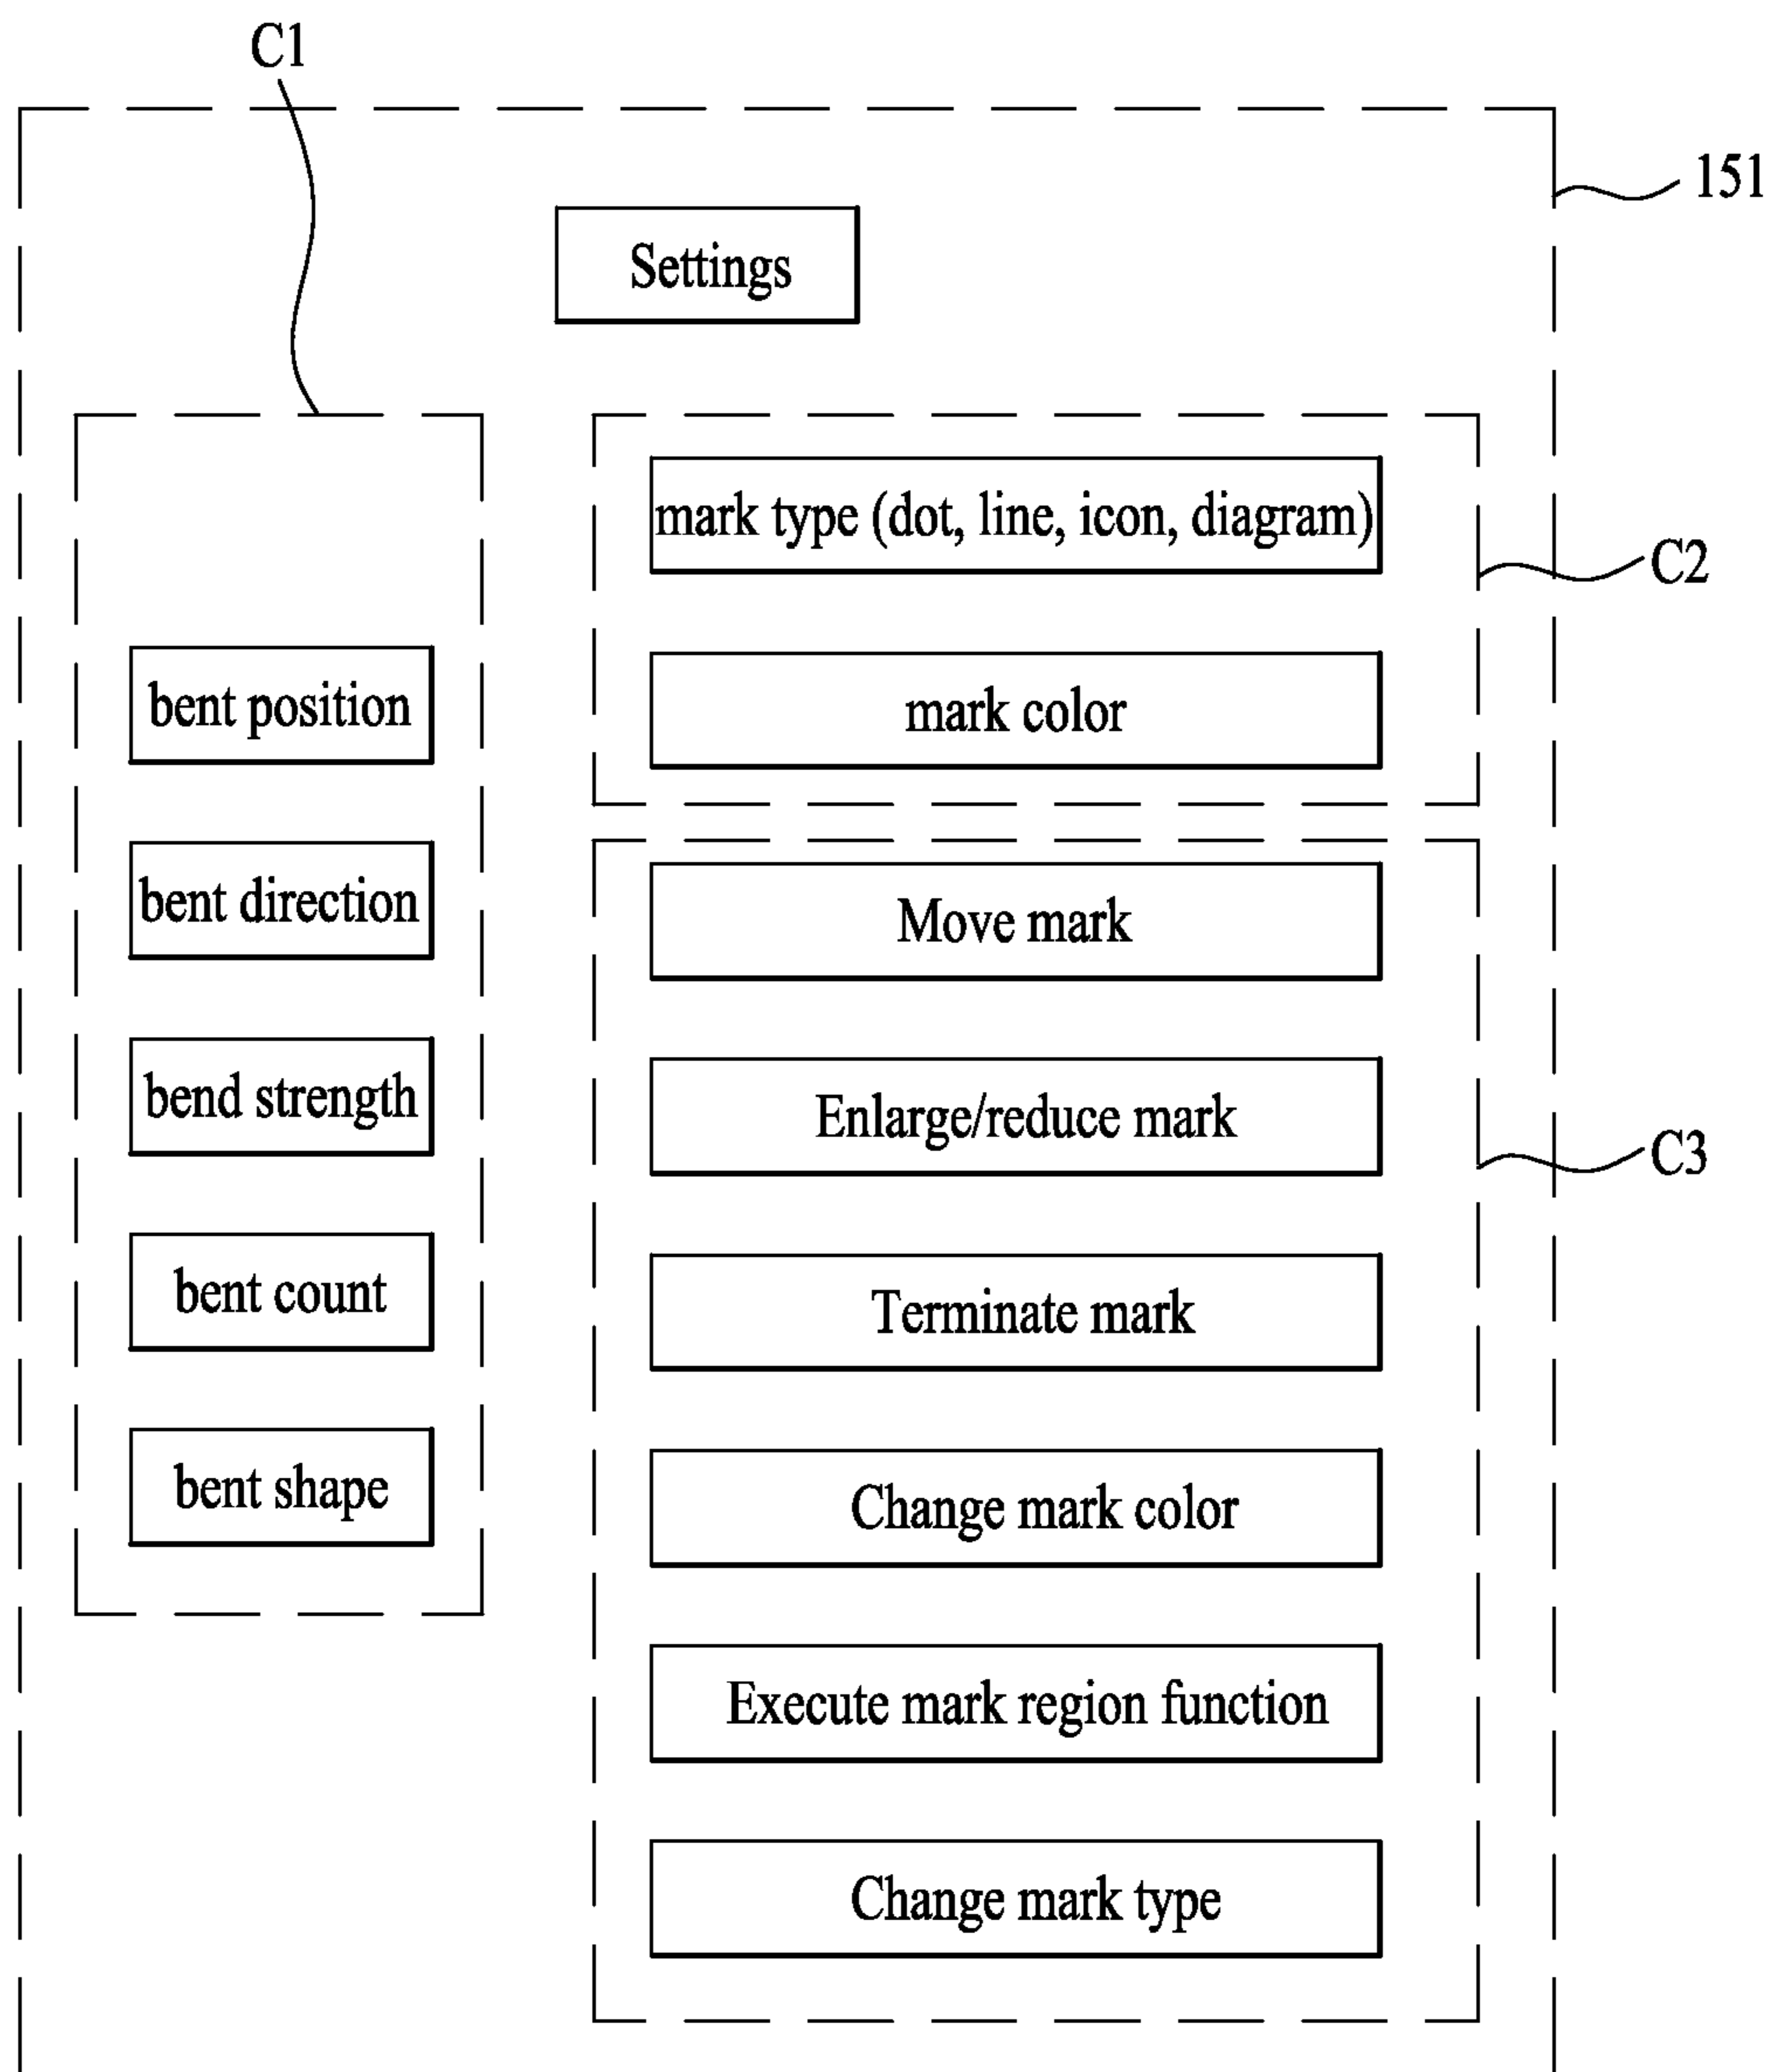 C1
151
Settings
bent position
bent direction
bend strength
bent count
bent shape
mark type (dot, line, icon, diagram)
mark color
C2
Move mark
Enlarge/reduce mark
Terminate mark
Change mark color
Execute mark region function
Change mark type
C3